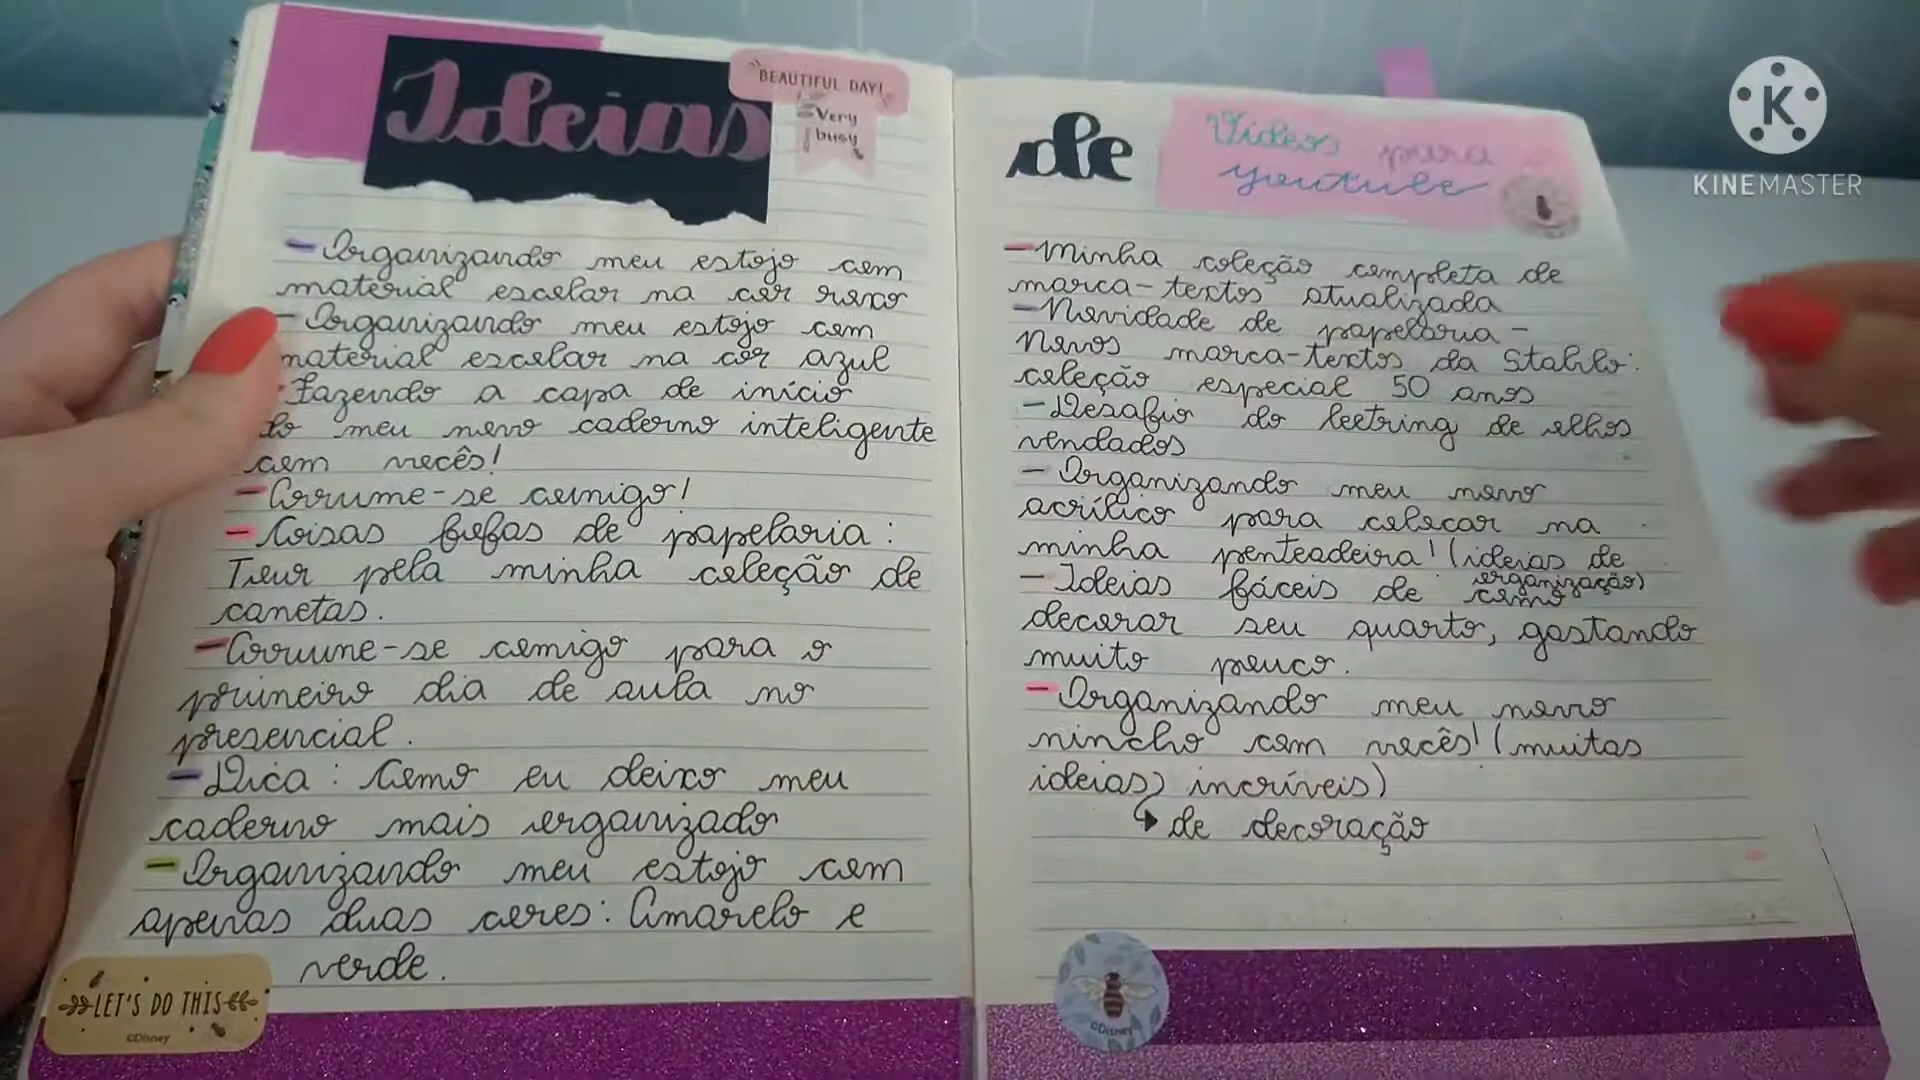 Ideias
BEAUTIFUL DAY!
Very
busy
- Organizando meu estojo com
material escolar na cor roxo
- Organizando meu estojo com
material escolar na cor azul
- Fazendo a capa de início
do meu novo caderno inteligente
com vocês!
- Arrume-se comigo!
- Coisas fofas de papelaria:
Tour pela minha coleção de
canetas.
- Arrume-se comigo para o
primeiro dia de aula no
presencial.
- Dica: Como eu deixo meu
caderno mais organizado
- Organizando meu estojo com
apenas duas cores: Amarelo e
verde.
LET'S DO THIS
©Disney
de
Vídeos para
youtube
- Minha coleção completa de
marca-textos atualizada
- Novidade de papelaria -
Novos marca-textos da Stabilo:
coleção especial 50 anos
- Desafio do leetring de olhos
vendados
- Organizando meu novo
acrílico para colocar na
minha penteadeira! (ideias de
organização)
- Ideias fáceis de como
decorar seu quarto, gastando
muito pouco.
- Organizando meu novo
nincho com vocês! (muitas
ideias) incríveis)
de decoração
©Disney
K
KINEMASTER